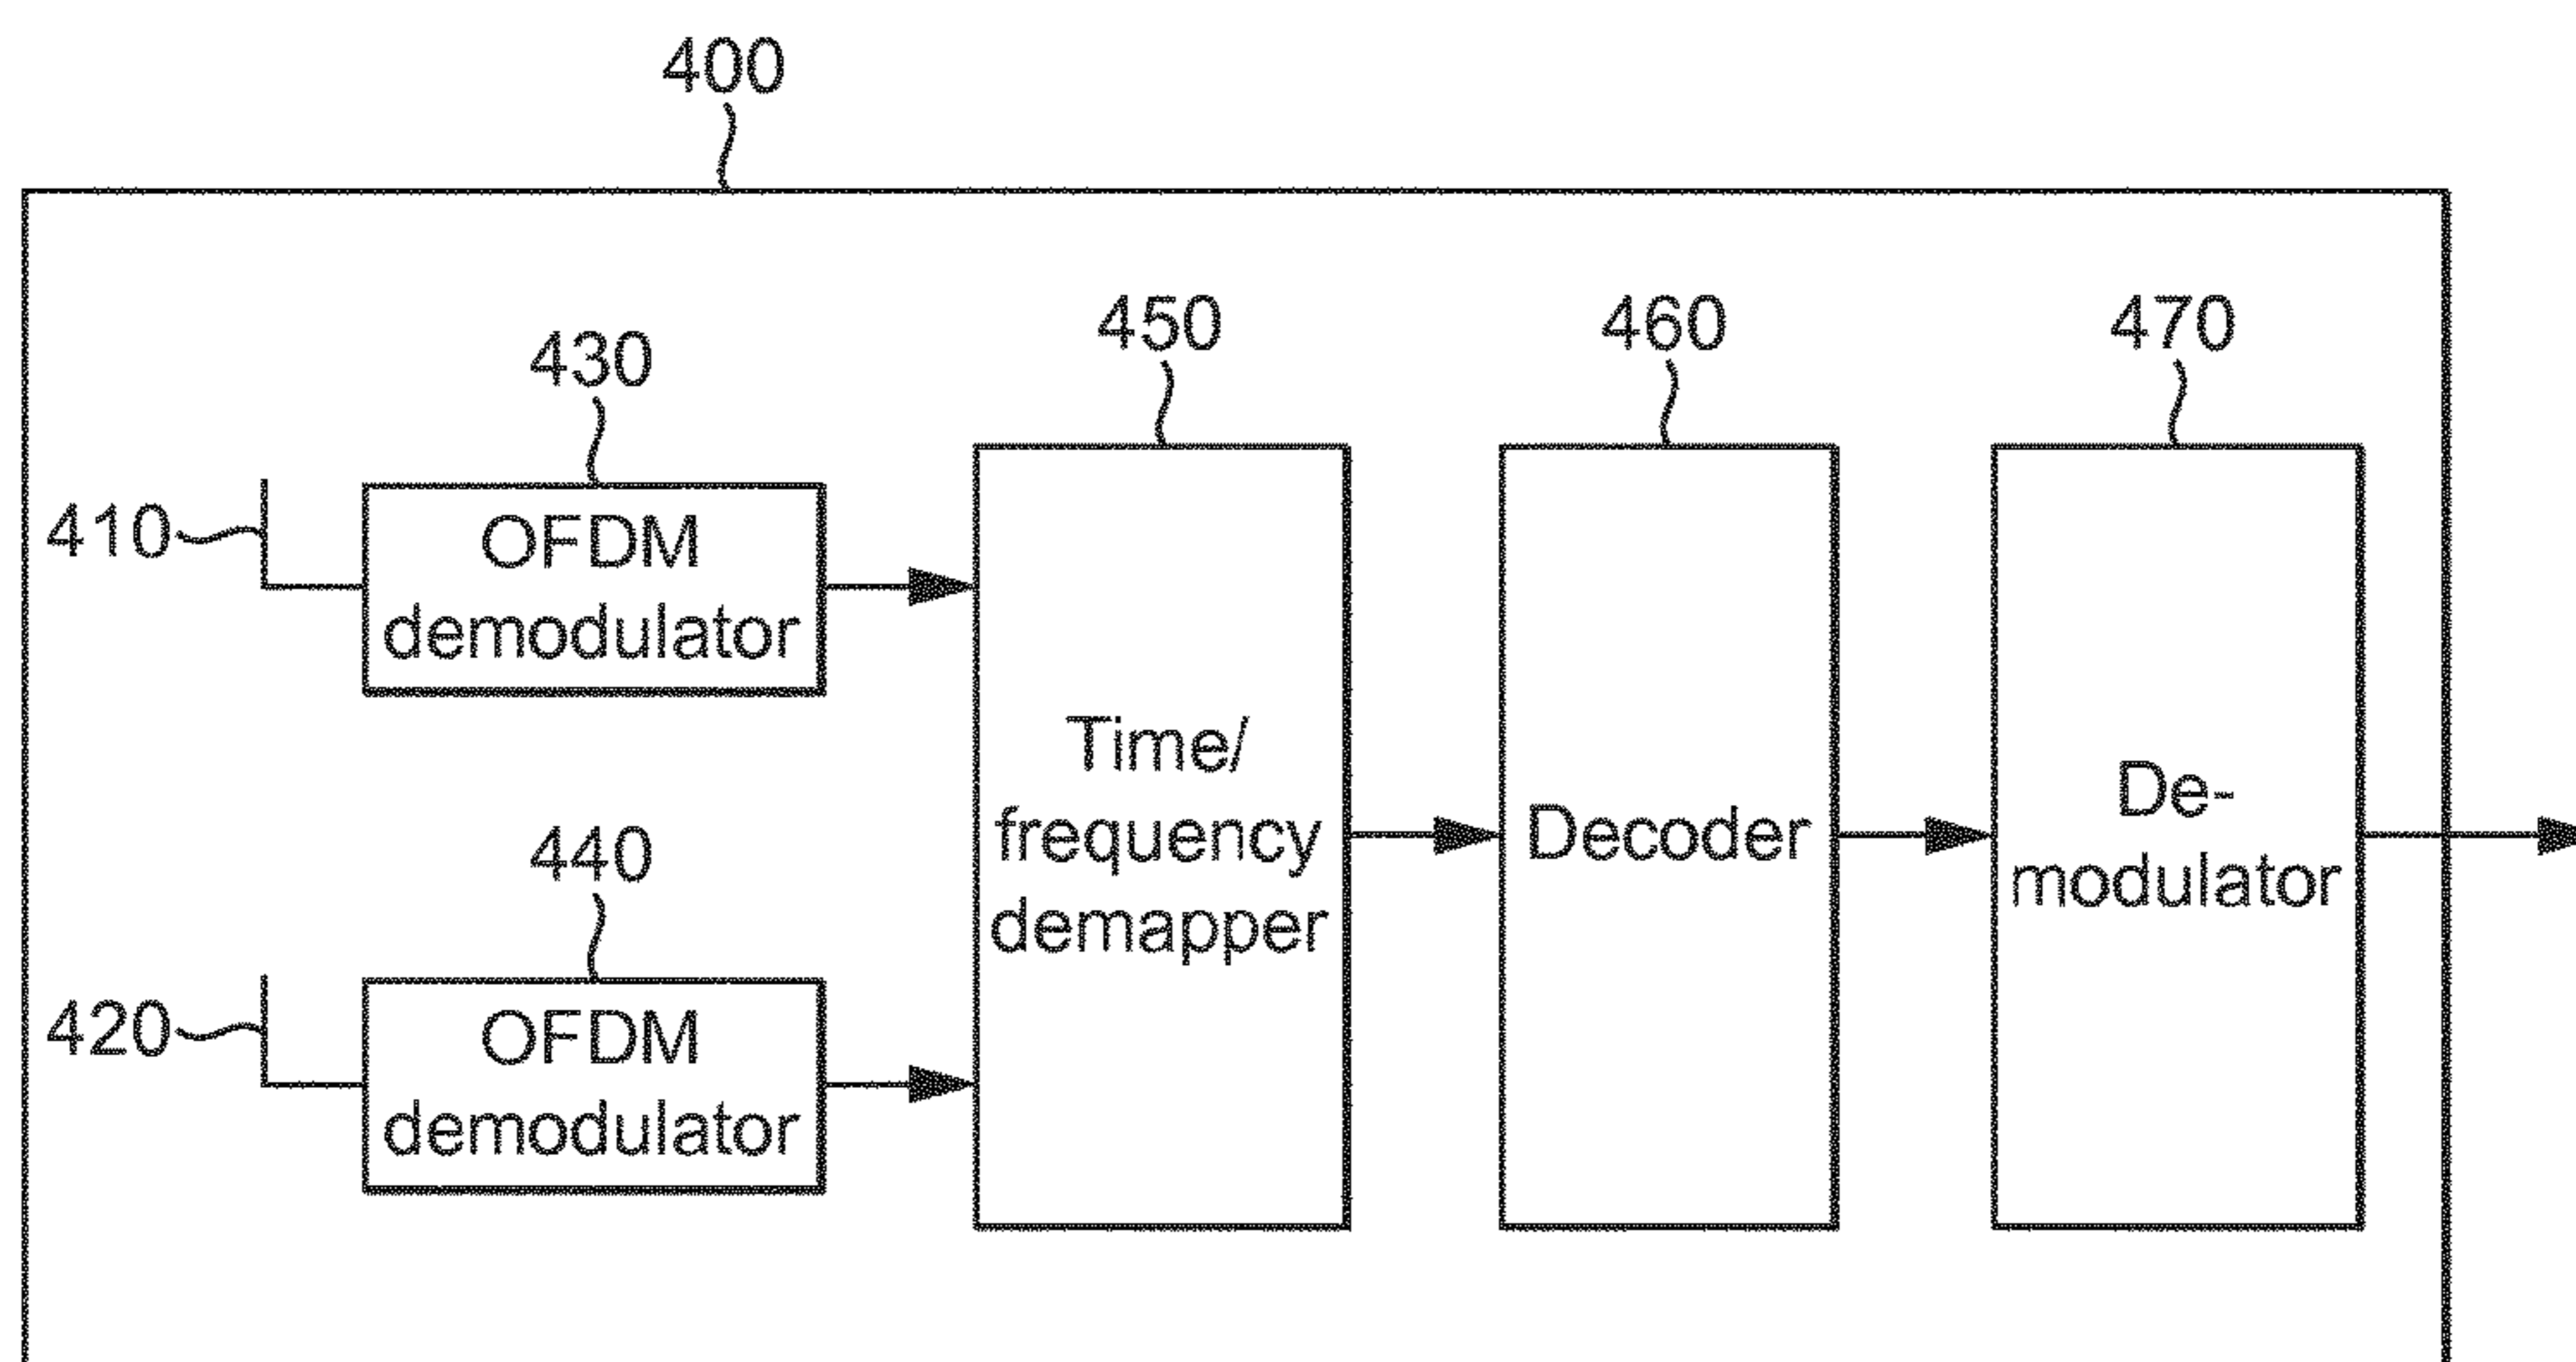 400
430
450
460
470
410
OFDM
demodulator
Time/
frequency
demapper
Decoder
De-
modulator
440
420
OFDM
demodulator